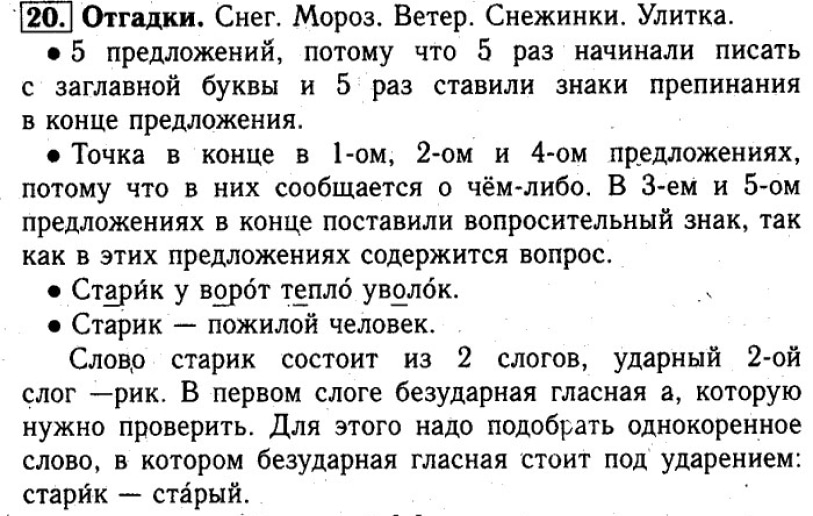 20. Отгадки. Снег. Мороз. Ветер. Снежинки. Улитка.
• 5 предложений, потому что 5 раз начинали писать
с заглавной буквы и 5 раз ставили знаки препинания
в конце предложения.
• Точка в конце в 1-ом, 2-ом и 4-ом предложениях,
потому что в них сообщается о чём-либо. В 3-ем и 5-ом
предложениях в конце поставили вопросительный знак, так
как в этих предложениях содержится вопрос.
• Стари́к у воро́т тепло́ уволо́к.
• Старик — пожилой человек.
Слово старик состоит из 2 слогов, ударный 2-ой
слог —рик. В первом слоге безударная гласная а, которую
нужно проверить. Для этого надо подобрать однокоренное
слово, в котором безударная гласная стоит под ударением:
стари́к — ста́рый.